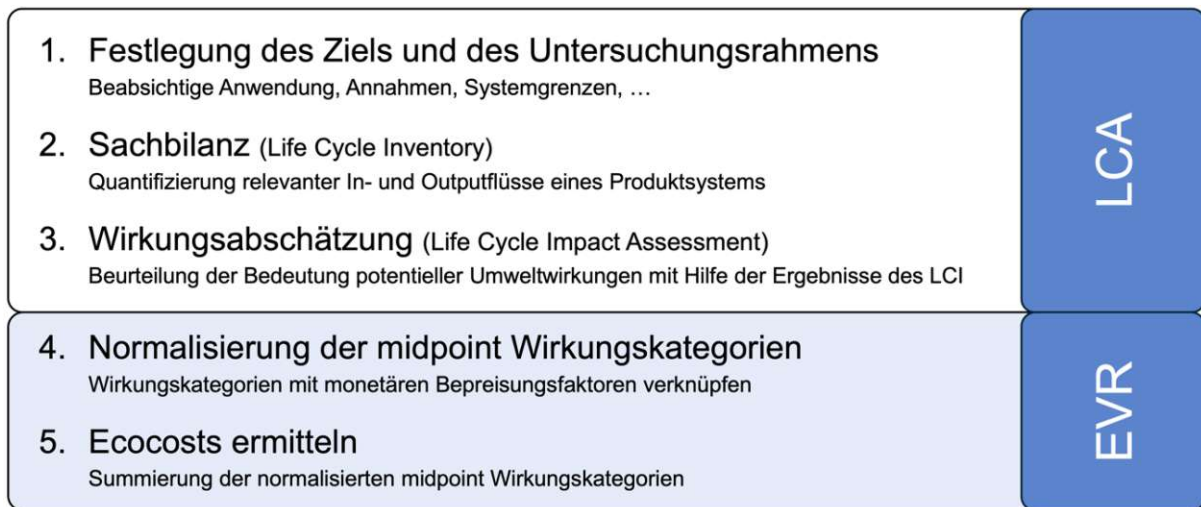 1. Festlegung des Ziels und des Untersuchungsrahmens
Beabsichtige Anwendung, Annahmen, Systemgrenzen, …
2. Sachbilanz (Life Cycle Inventory)
Quantifizierung relevanter In- und Outputflüsse eines Produktsystems
3. Wirkungsabschätzung (Life Cycle Impact Assessment)
Beurteilung der Bedeutung potentieller Umweltwirkungen mit Hilfe der Ergebnisse des LCI
LCA
4. Normalisierung der midpoint Wirkungskategorien
Wirkungskategorien mit monetären Bepreisungsfaktoren verknüpfen
5. Ecocosts ermitteln
Summierung der normalisierten midpoint Wirkungskategorien
EVR